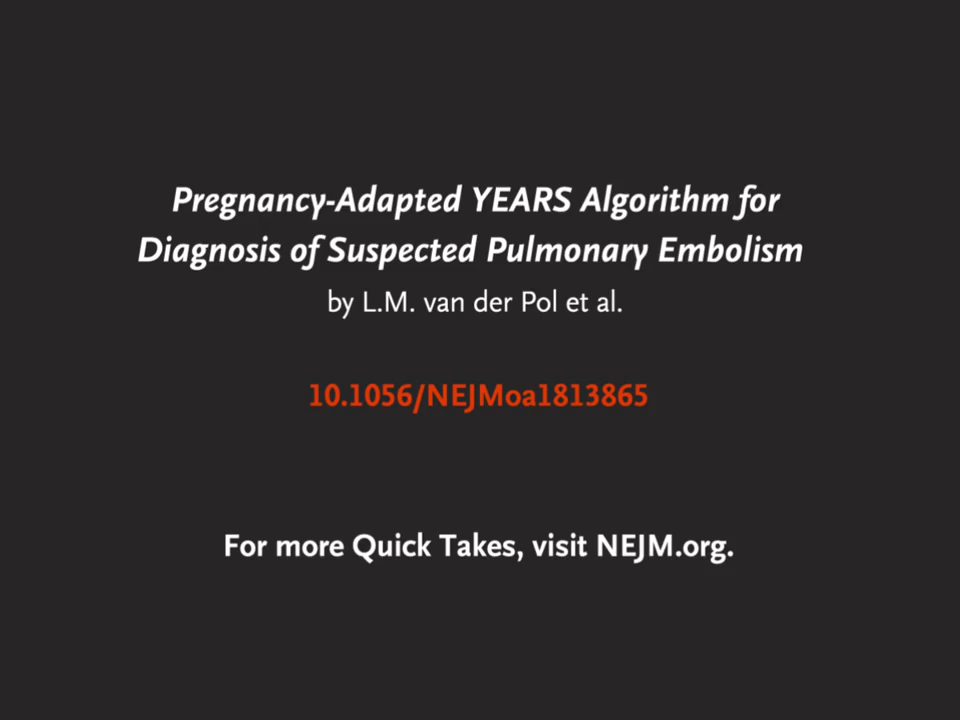 Pregnancy-Adapted YEARS Algorithm for
Diagnosis of Suspected Pulmonary Embolism
by L.M. van der Pol et al.
10.1056/NEJMoa1813865
For more Quick Takes, visit NEJM.org.